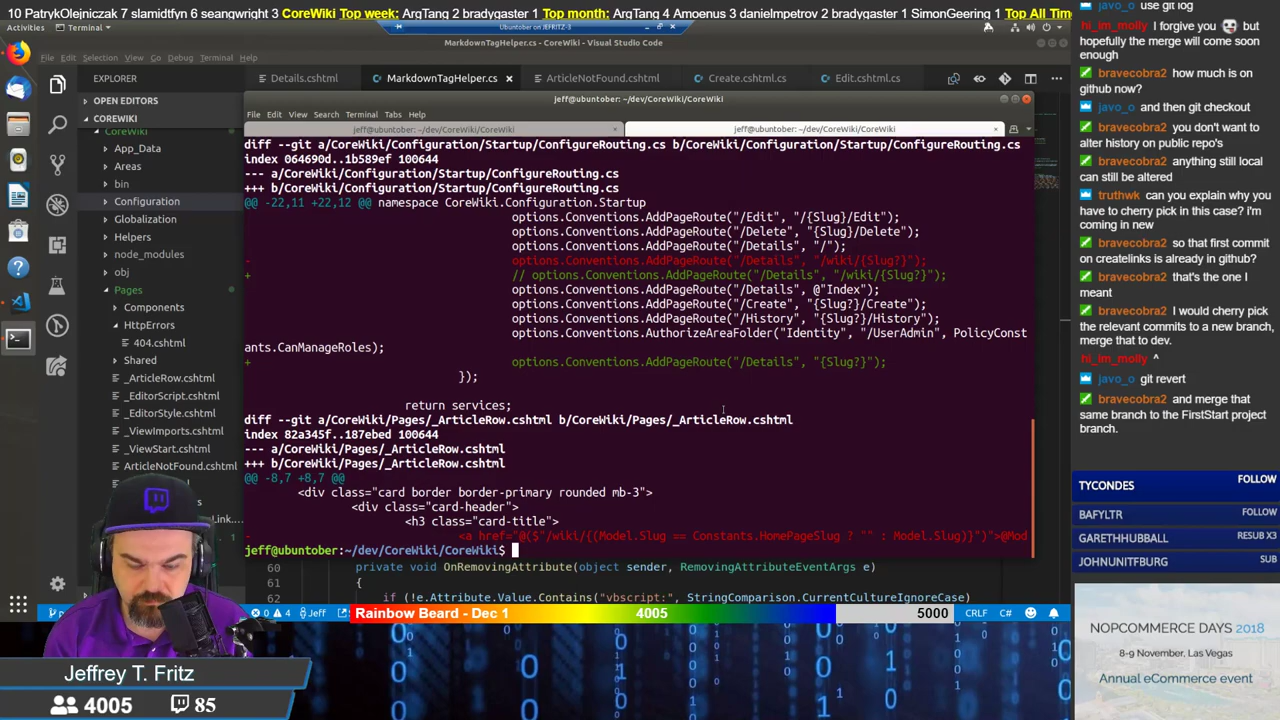 10 PatrykOlejniczak 7 slamidtfyn 6 seangwright 3 CoreWiki Top week: ArgTang 2 bradygaster 1 Top month: ArgTang 4 Amoenus 3 danielmpetrov 2 bradygaster 1 SimonGeering 1 Top All Time
Activities Terminal Ubuntober on JEFRITZ-3
MarkdownTagHelper.cs - Visual Studio Code
File Edit Selection View Go Debug Terminal Help
EXPLORER Details.cshtml MarkdownTagHelper.cs × ArticleNotFound.cshtml Create.cshtml.cs Edit.cshtml.cs
OPEN EDITORS
COREWIKI
CoreWiki
App_Data
Areas
bin
Configuration
Globalization
Helpers
node_modules
obj
Pages
Components
HttpErrors
404.cshtml
Shared
_ArticleRow.cshtml
_EditorScript.cshtml
_EditorStyle.cshtml
_ViewImports.cshtml
_ViewStart.cshtml
ArticleNotFound.cshtml
jeff@ubuntober: ~/dev/CoreWiki/CoreWiki
File Edit View Search Terminal Tabs Help
jeff@ubuntober: ~/dev/CoreWiki/CoreWiki × jeff@ubuntober: ~/dev/CoreWiki/CoreWiki ×
diff --git a/CoreWiki/Configuration/Startup/ConfigureRouting.cs b/CoreWiki/Configuration/Startup/ConfigureRouting.cs
index 064690d..1b589ef 100644
--- a/CoreWiki/Configuration/Startup/ConfigureRouting.cs
+++ b/CoreWiki/Configuration/Startup/ConfigureRouting.cs
@@ -22,11 +22,12 @@ namespace CoreWiki.Configuration.Startup
options.Conventions.AddPageRoute("/Edit", "/{Slug}/Edit");
options.Conventions.AddPageRoute("/Delete", "{Slug}/Delete");
options.Conventions.AddPageRoute("/Details", "/");
- options.Conventions.AddPageRoute("/Details", "/wiki/{Slug?}");
+ // options.Conventions.AddPageRoute("/Details", "/wiki/{Slug?}");
options.Conventions.AddPageRoute("/Details", @"Index");
options.Conventions.AddPageRoute("/Create", "{Slug?}/Create");
options.Conventions.AddPageRoute("/History", "{Slug?}/History");
options.Conventions.AuthorizeAreaFolder("Identity", "/UserAdmin", PolicyConst
ants.CanManageRoles);
+ options.Conventions.AddPageRoute("/Details", "{Slug?}");
});
return services;
diff --git a/CoreWiki/Pages/_ArticleRow.cshtml b/CoreWiki/Pages/_ArticleRow.cshtml
index 82a345f..187ebed 100644
--- a/CoreWiki/Pages/_ArticleRow.cshtml
+++ b/CoreWiki/Pages/_ArticleRow.cshtml
@@ -8,7 +8,7 @@
<div class="card border border-primary rounded mb-3">
<div class="card-header">
<h3 class="card-title">
- <a href="@($"/wiki/{(Model.Slug == Constants.HomePageSlug ? "" : Model.Slug)}")">@Mod
jeff@ubuntober:~/dev/CoreWiki/CoreWiki$
60 private void OnRemovingAttribute(object sender, RemovingAttributeEventArgs e)
61 {
62 if (!e.Attribute.Value.Contains("vbscript:", StringComparison.CurrentCultureIgnoreCase)
0 4 Jeff CRLF C#
Rainbow Beard - Dec 1 4005 5000
Jeffrey T. Fritz
4005 85
javo_o use git log
hi_im_molly I forgive you but
hopefully the merge will come soon
enough
bravecobra2 how much is on
github now?
javo_o and then git checkout
bravecobra2 you don't want to
alter history on public repo's
bravecobra2 anything still local
can still be altered
truthwk can you explain why you
have to cherry pick in this case? i'm
coming in new
bravecobra2 so that first commit
on createlinks is already in github?
bravecobra2 that's the one I
meant
bravecobra2 I would cherry pick
the relevant commits to a new branch,
merge that to dev.
hi_im_molly ^
javo_o git revert
bravecobra2 and merge that
same branch to the FirstStart project
branch.
TYCONDES FOLLOW
BAFYLTR FOLLOW
GARETHHUBBALL RESUB X3
JOHNUNITFBURG SUB
NOPCOMMERCE DAYS 2018
8-9 November, Las Vegas
Annual eCommerce event